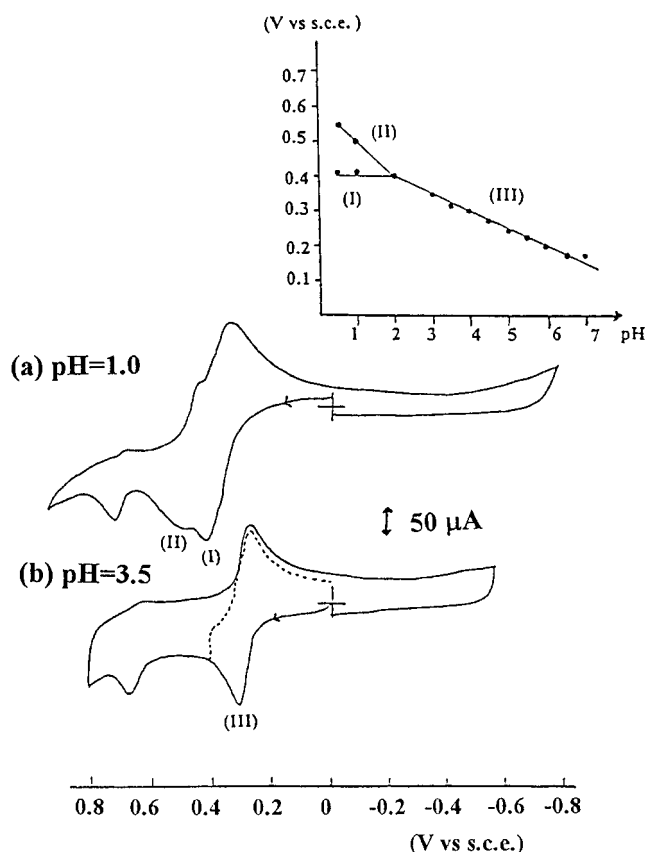 (V vs s.c.e.)
0.7
0.6
0.5
0.4
0.3
0.2
0.1
(II)
(I)
(III)
1 2 3 4 5 6 7 pH
(a) pH=1.0
(II) (I)
50 µA
(b) pH=3.5
(III)
0.8 0.6 0.4 0.2 0 -0.2 -0.4 -0.6 -0.8
(V vs s.c.e.)